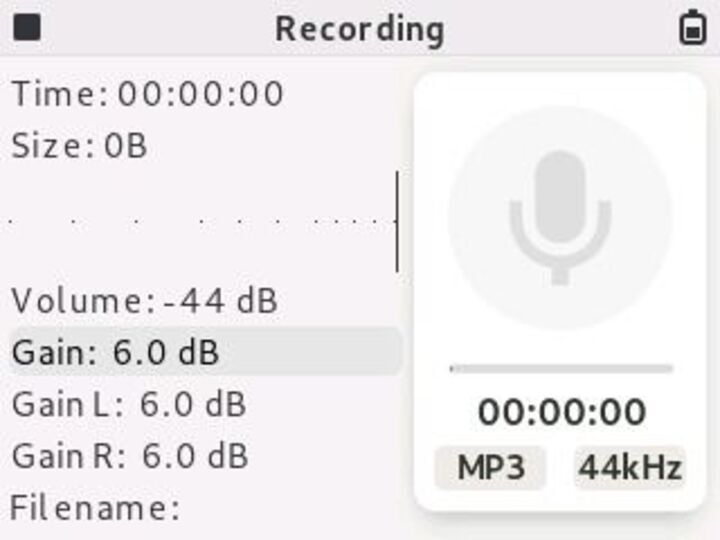 Recording
Time: 00:00:00
Size: 0B
Volume: -44 dB
Gain: 6.0 dB
Gain L: 6.0 dB
Gain R: 6.0 dB
Filename:
00:00:00
MP3 44kHz